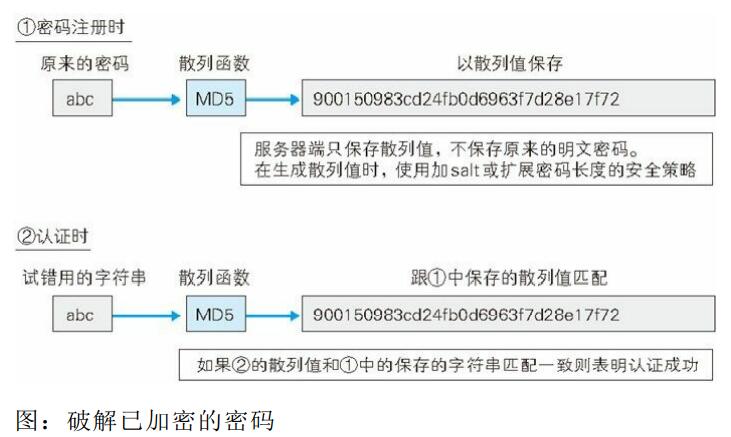 ①密码注册时
原来的密码 散列函数 以散列值保存
abc MD5 900150983cd24fb0d6963f7d28e17f72
服务器端只保存散列值，不保存原来的明文密码。
在生成散列值时，使用加salt或扩展密码长度的安全策略
②认证时
试错用的字符串 散列函数 跟①中保存的散列值匹配
abc MD5 900150983cd24fb0d6963f7d28e17f72
如果②的散列值和①中的保存的字符串匹配一致则表明认证成功
图：破解已加密的密码